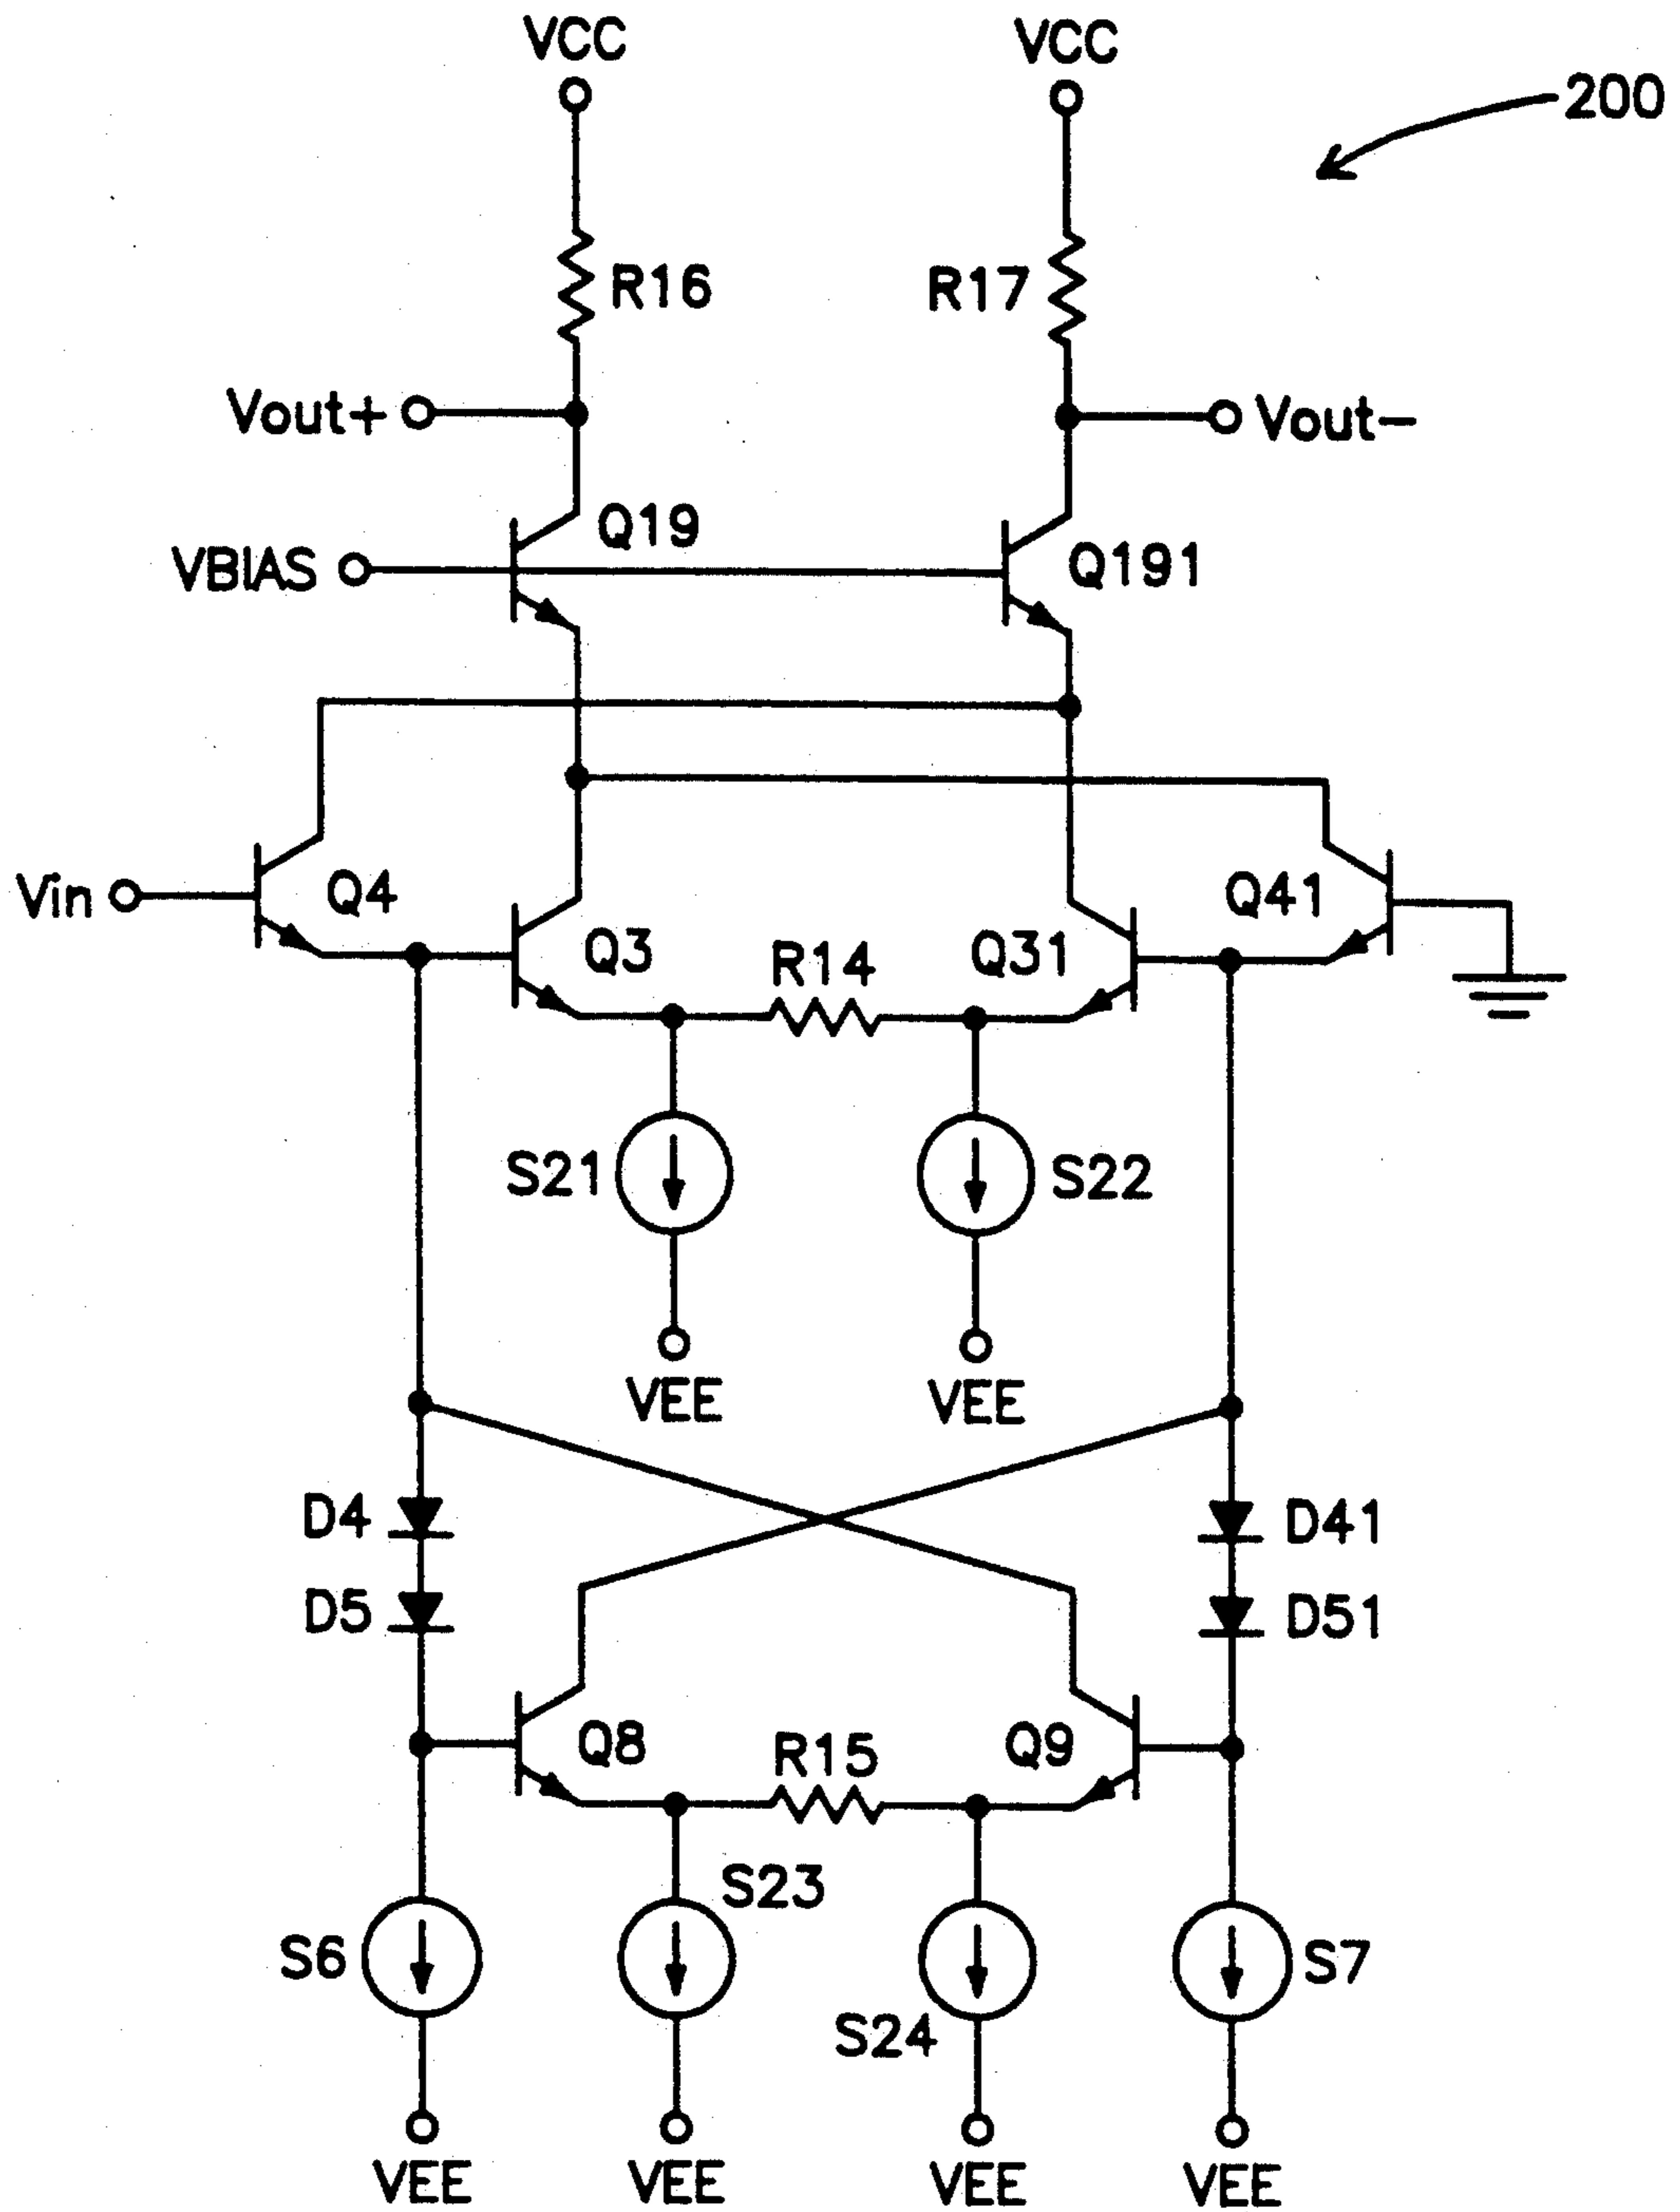 VCC
VCC
200
R16
R17
Vout+
Vout−
Q19
VBIAS
Q191
Vin
Q4
Q41
Q3
R14
Q31
S21
S22
VEE
VEE
D4
D41
D5
D51
Q8
R15
Q9
S23
S6
S7
S24
VEE
VEE
VEE
VEE